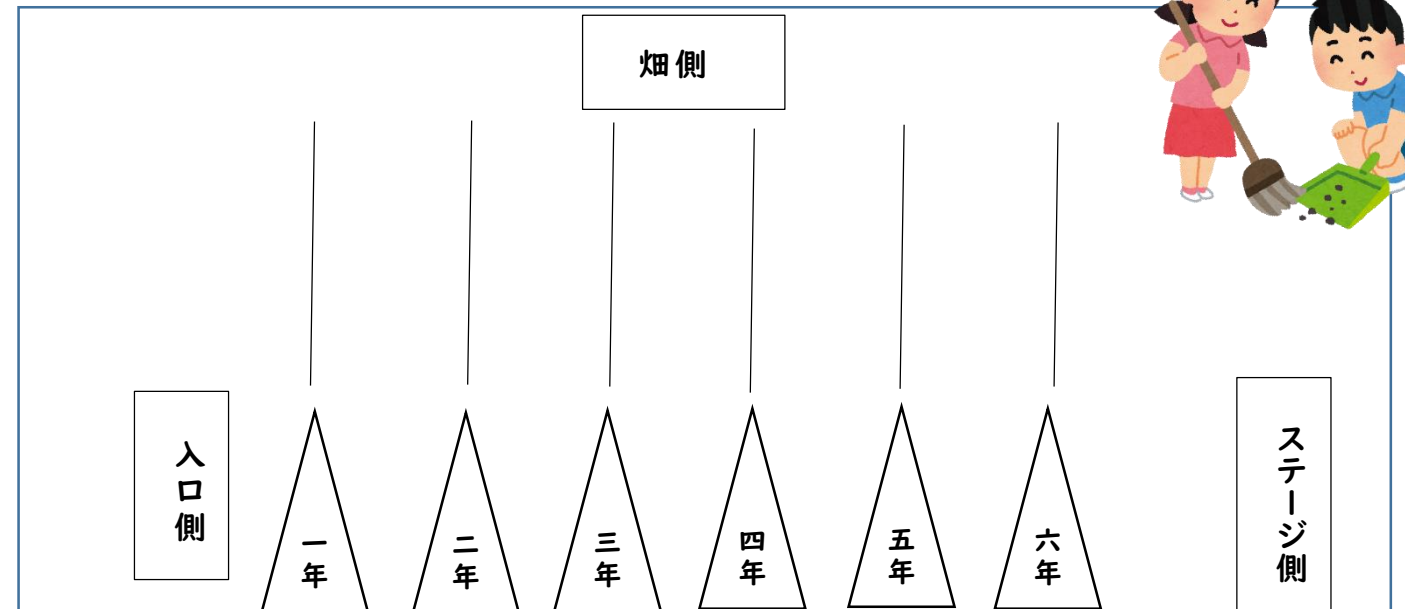 畑側
入口側
一年
二年
三年
四年
五年
六年
ステージ側